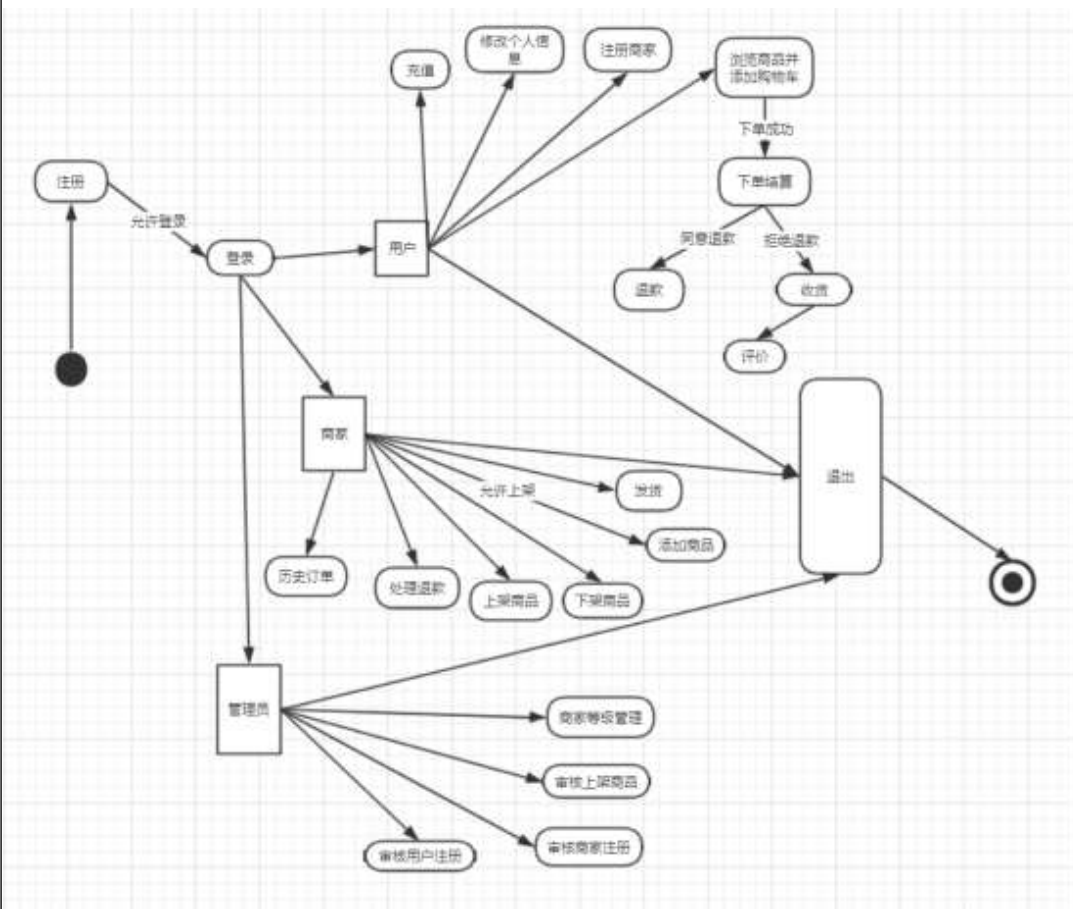 修改个人信
息
注册商家
浏览商品并
添加购物车
充值
下单成功
注册
下单结算
允许登录
用户
同意退款
拒绝退款
登录
退款
收货
评价
商家
退出
允许上架
发货
添加商品
历史订单
处理退款
上架商品
下架商品
管理员
商家等级管理
审核上架商品
审核商家注册
审核用户注册